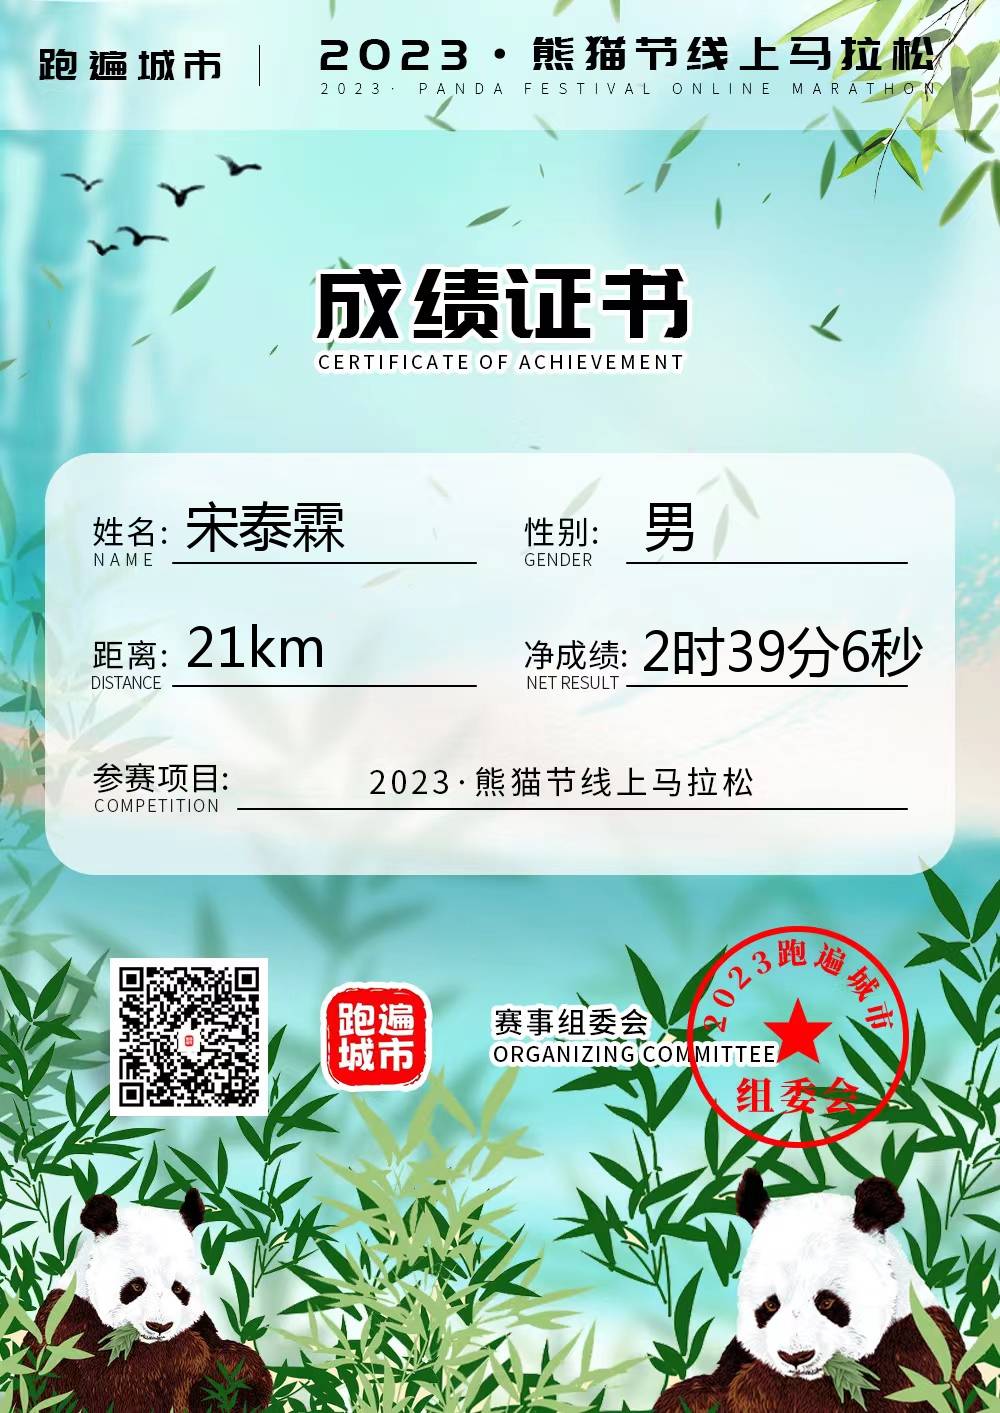 跑遍城市
2023·熊猫节线上马拉松
2023· PANDA FESTIVAL ONLINE MARATHON
成绩证书
CERTIFICATE OF ACHIEVEMENT
姓名: 宋泰霖
NAME
性别: 男
GENDER
距离: 21km
DISTANCE
净成绩: 2时39分6秒
NET RESULT
参赛项目: 2023·熊猫节线上马拉松
COMPETITION
跑遍
城市
赛事组委会
ORGANIZING COMMITTEE
2023跑遍城市
组委会